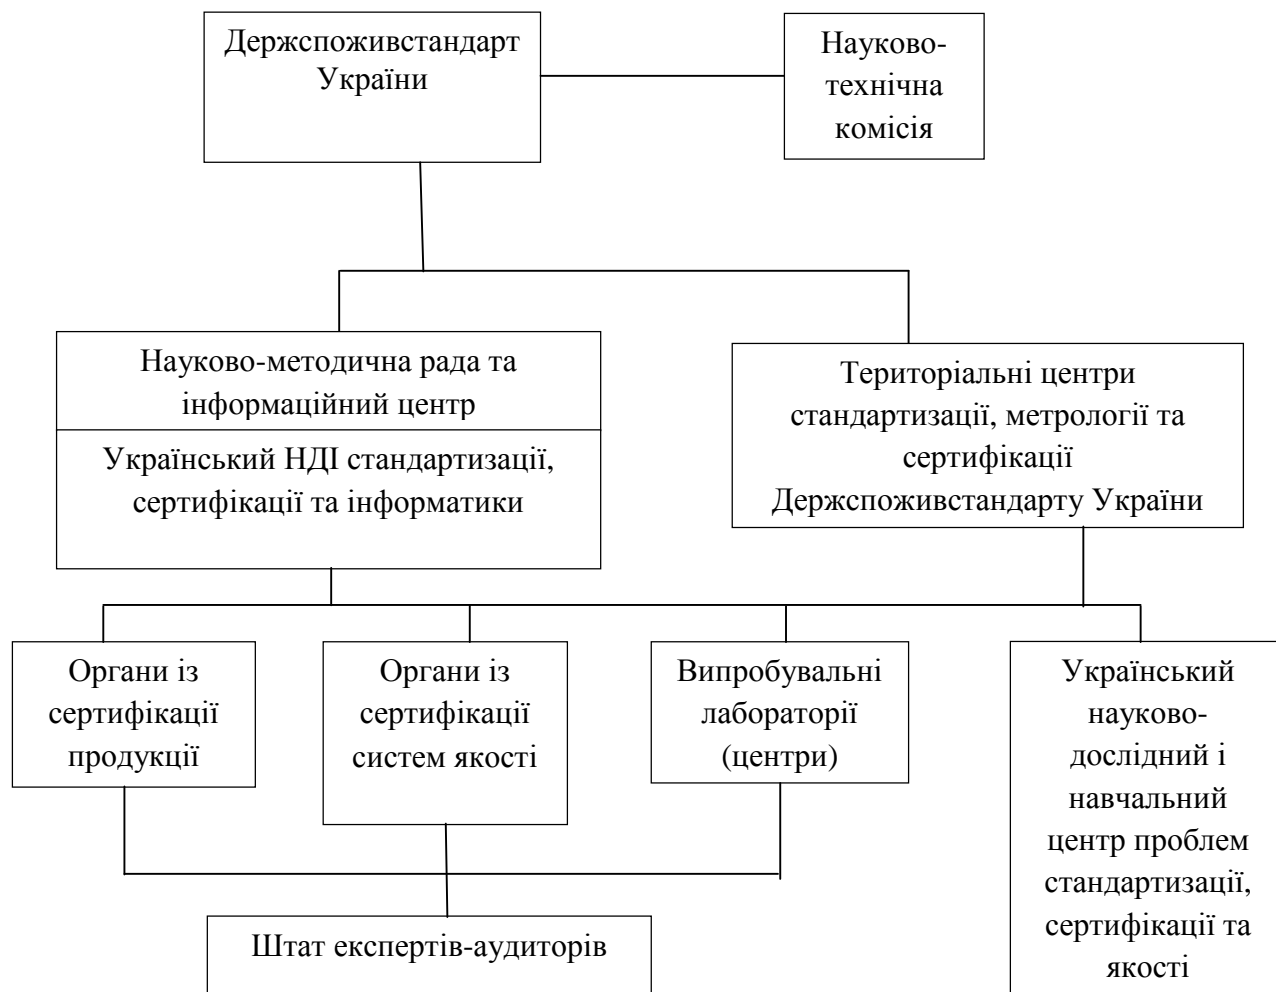 Держспоживстандарт
України
Науково-
технічна
комісія
Науково-методична рада та
інформаційний центр
Український НДІ стандартизації,
сертифікації та інформатики
Територіальні центри
стандартизації, метрології та
сертифікації
Держспоживстандарту України
Органи із
сертифікації
продукції
Органи із
сертифікації
систем якості
Випробувальні
лабораторії
(центри)
Український
науково-
дослідний і
навчальний
центр проблем
стандартизації,
сертифікації та
якості
Штат експертів-аудиторів